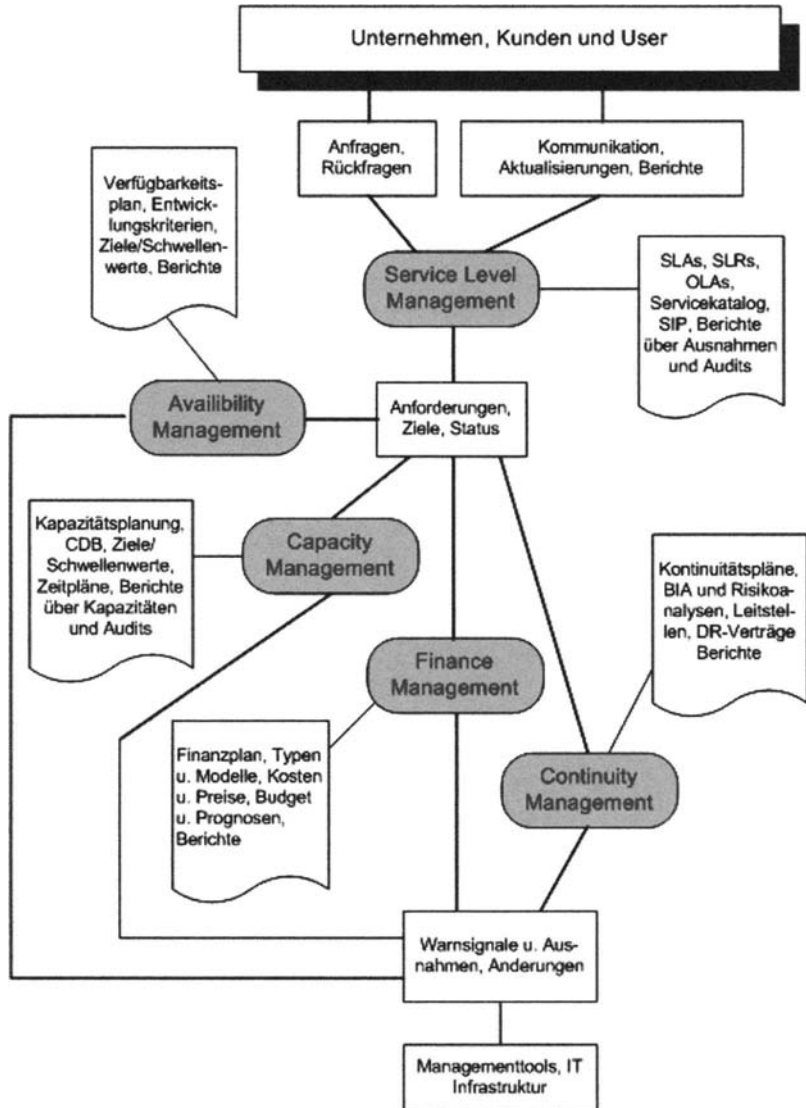 Unternehmen, Kunden und User
Anfragen,
Rückfragen
Kommunikation,
Aktualisierungen, Berichte
Verfügbarkeits-
plan, Entwick-
lungskriterien,
Ziele/Schwellen-
werte, Berichte
Service Level
Management
SLAs, SLRs,
OLAs,
Servicekatalog,
SIP, Berichte
über Ausnahmen
und Audits
Availibility
Management
Anforderungen,
Ziele, Status
Kapazitätsplanung,
CDB, Ziele/
Schwellenwerte,
Zeitpläne, Berichte
über Kapazitäten
und Audits
Capacity
Management
Kontinuitätspläne,
BIA und Risikoa-
nalysen, Leitstel-
len, DR-Verträge
Berichte
Finance
Management
Finanzplan, Typen
u. Modelle, Kosten
u. Preise, Budget
u. Prognosen,
Berichte
Continuity
Management
Warnsignale u. Aus-
nahmen, Änderungen
Managementtools, IT
Infrastruktur